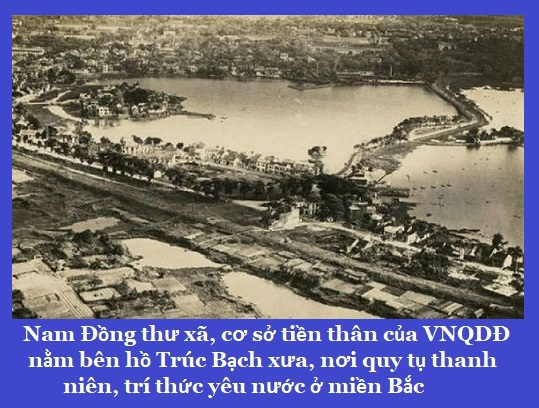 Nam Đồng thư xã, cơ sở tiền thân của VNQDĐ
nằm bên hồ Trúc Bạch xưa, nơi quy tụ thanh
niên, trí thức yêu nước ở miền Bắc